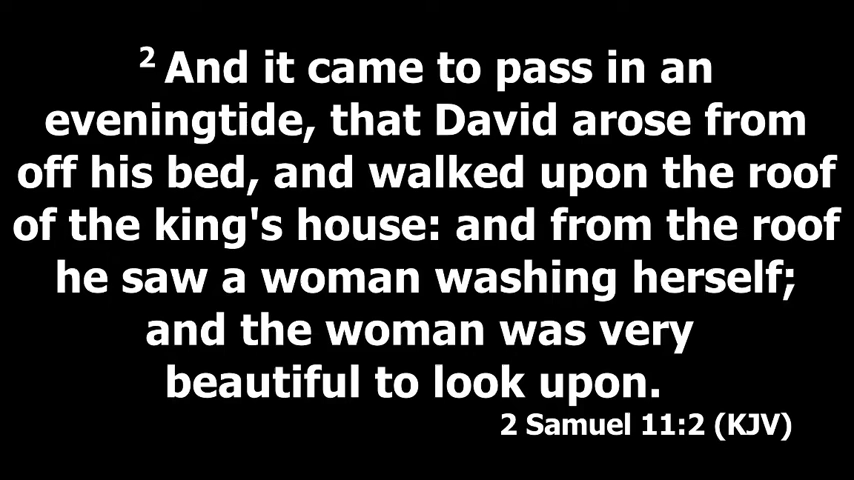 2 And it came to pass in an
eveningtide, that David arose from
off his bed, and walked upon the roof
of the king's house: and from the roof
he saw a woman washing herself;
and the woman was very
beautiful to look upon.
2 Samuel 11:2 (KJV)